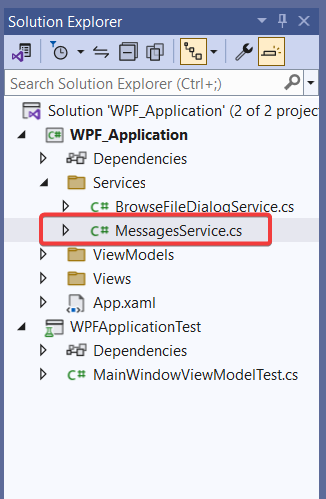 Solution Explorer
Search Solution Explorer (Ctrl+;)
Solution 'WPF_Application' (2 of 2 projec
C# WPF_Application
Dependencies
Services
C# BrowseFileDialogService.cs
C# MessagesService.cs
ViewModels
Views
App.xaml
WPFApplicationTest
Dependencies
C# MainWindowViewModelTest.cs